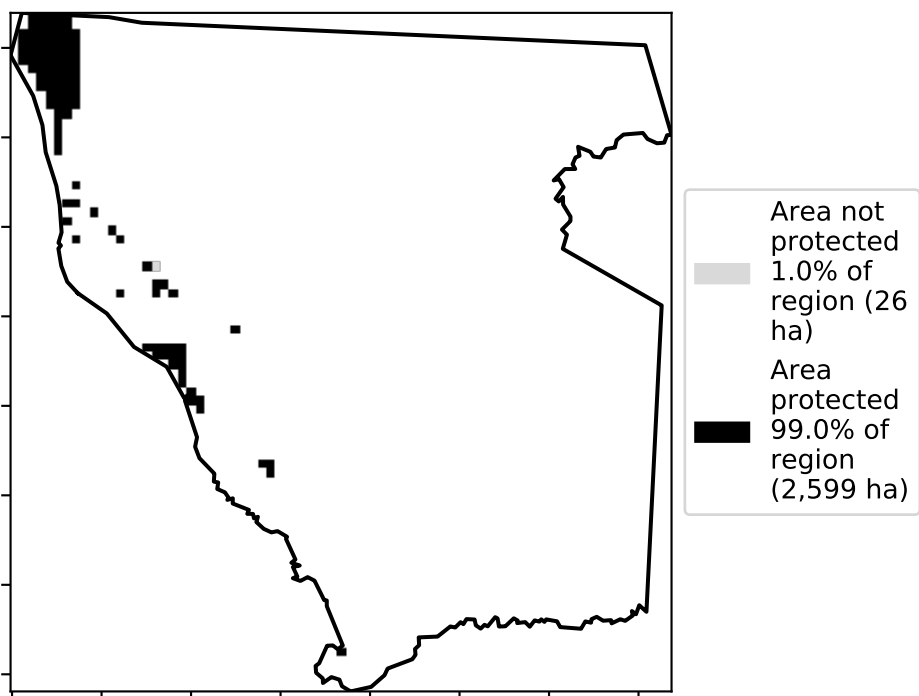 Area not
protected
1.0% of
region (26
ha)
Area
protected
99.0% of
region
(2,599 ha)